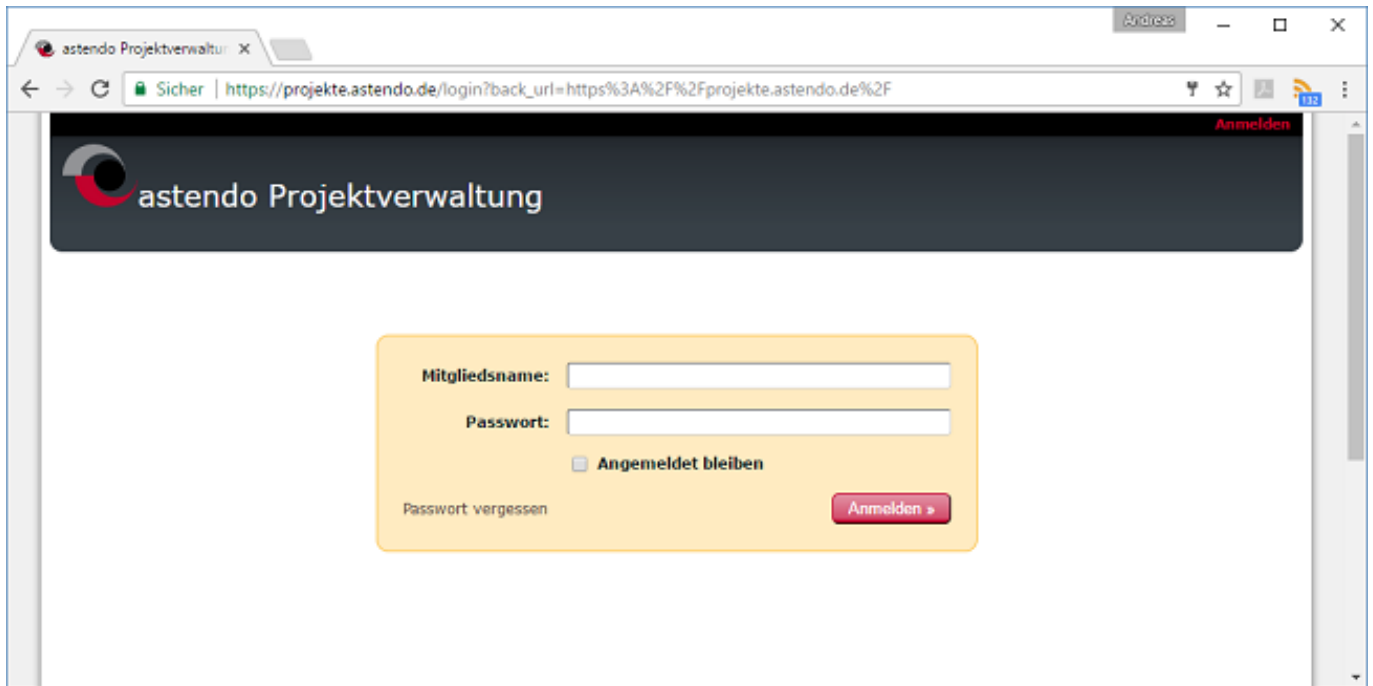 Andreas
astendo Projektverwaltun
Sicher https://projekte.astendo.de/login?back_url=https%3A%2F%2Fprojekte.astendo.de%2F
132
Anmelden
astendo Projektverwaltung
Mitgliedsname:
Passwort:
Angemeldet bleiben
Passwort vergessen
Anmelden »